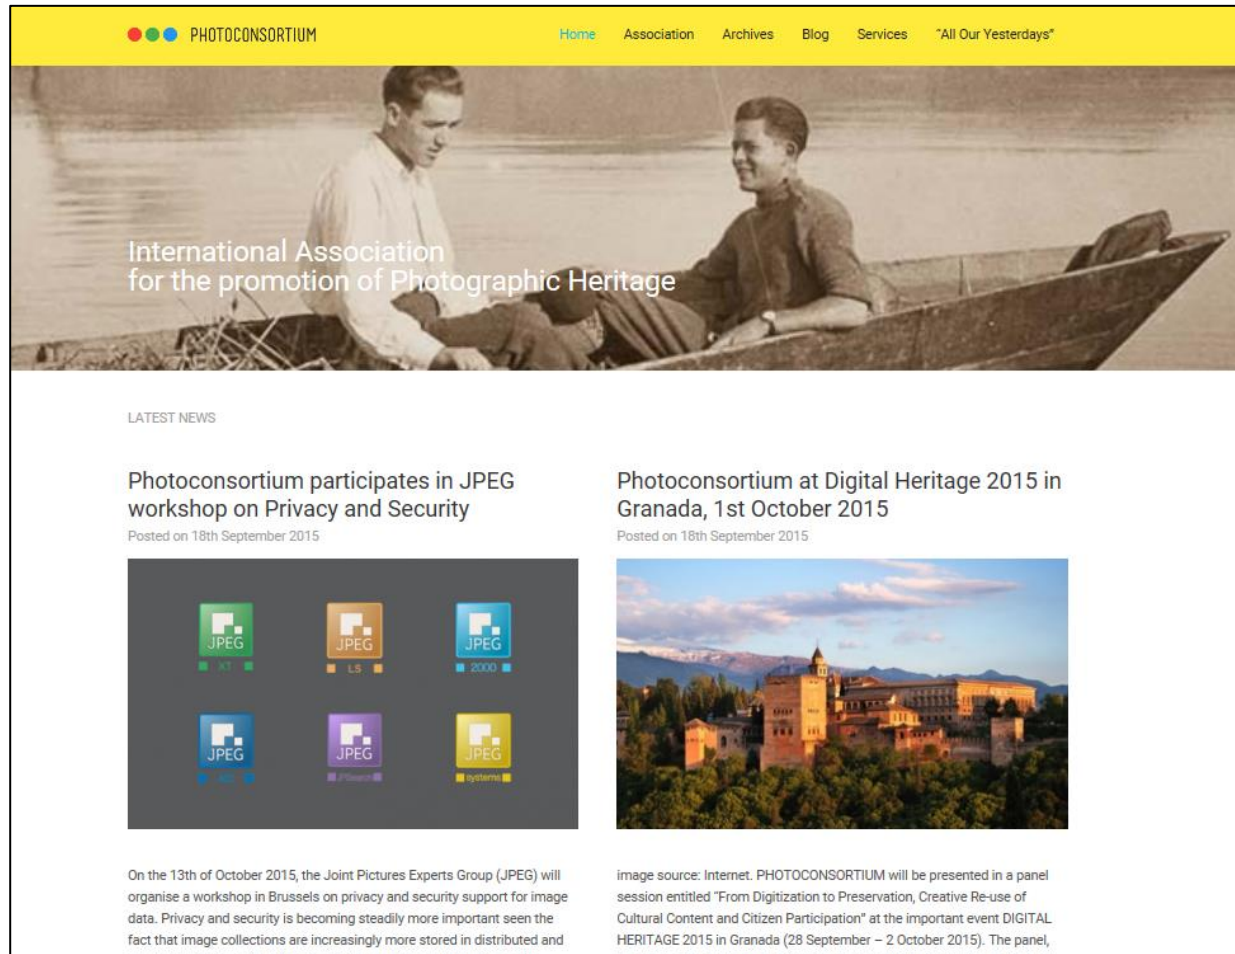 PHOTOCONSORTIUM
Home Association Archives Blog Services "All Our Yesterdays"
International Association
for the promotion of Photographic Heritage
LATEST NEWS
Photoconsortium participates in JPEG
workshop on Privacy and Security
Posted on 18th September 2015
JPEG JPEG JPEG
XT LS 2000
JPEG JPEG JPEG
JPSearch systems
On the 13th of October 2015, the Joint Pictures Experts Group (JPEG) will
organise a workshop in Brussels on privacy and security support for image
data. Privacy and security is becoming steadily more important seen the
fact that image collections are increasingly more stored in distributed and
Photoconsortium at Digital Heritage 2015 in
Granada, 1st October 2015
Posted on 18th September 2015
image source: Internet. PHOTOCONSORTIUM will be presented in a panel
session entitled "From Digitization to Preservation, Creative Re-use of
Cultural Content and Citizen Participation" at the important event DIGITAL
HERITAGE 2015 in Granada (28 September – 2 October 2015). The panel,